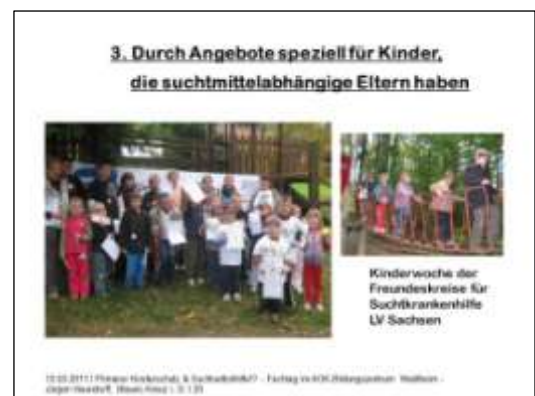 3. Durch Angebote speziell für Kinder,
die suchtmittelabhängige Eltern haben
Kinderwoche der
Freundeskreise für
Suchtkrankenhilfe
LV Sachsen